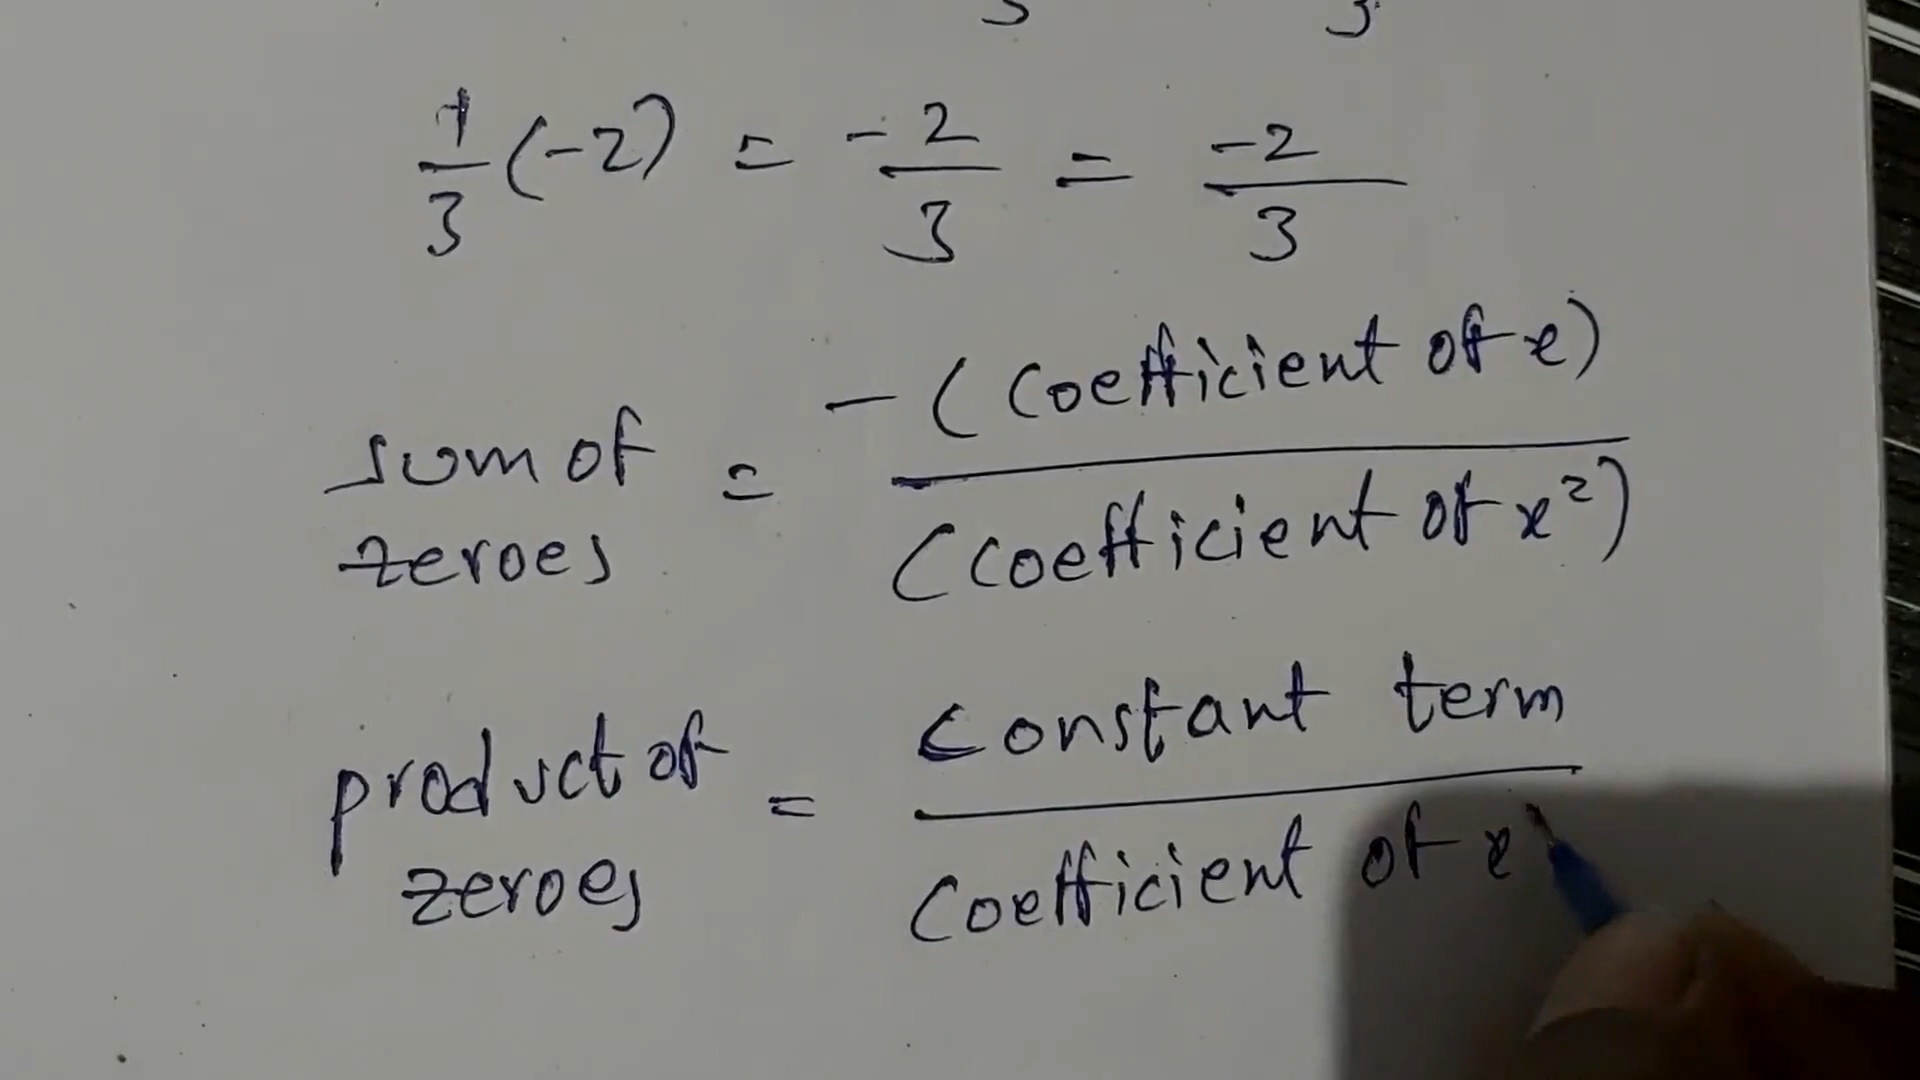 1/3 (-2) = -2/3 = -2/3
sum of zeroes = -(coefficient of x) / (coefficient of x²)
product of zeroes = constant term / coefficient of x